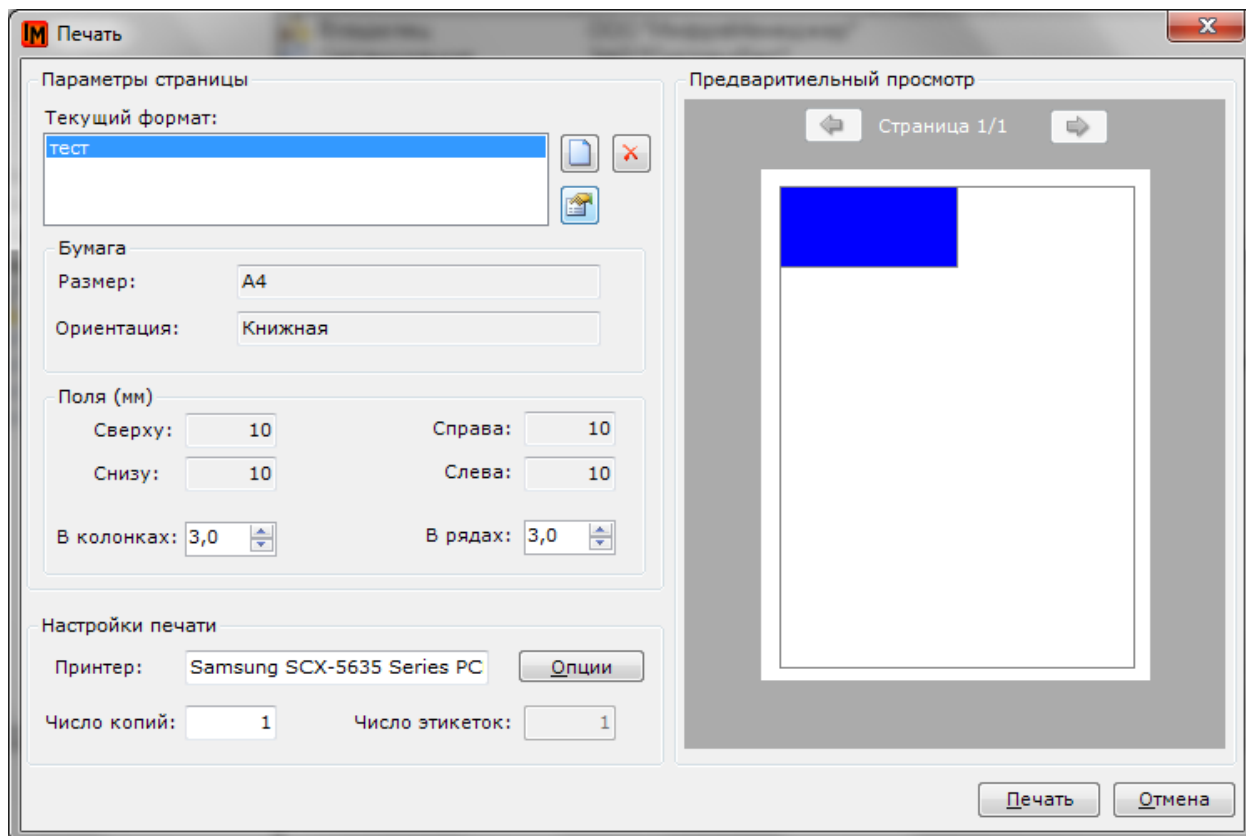 IM Печать
X
Параметры страницы
Текущий формат:
тест
Бумага
Размер: A4
Ориентация: Книжная
Поля (мм)
Сверху: 10 Справа: 10
Снизу: 10 Слева: 10
В колонках: 3,0 В рядах: 3,0
Настройки печати
Принтер: Samsung SCX-5635 Series PC Опции
Число копий: 1 Число этикеток: 1
Предваритиельный просмотр
Страница 1/1
Печать Отмена